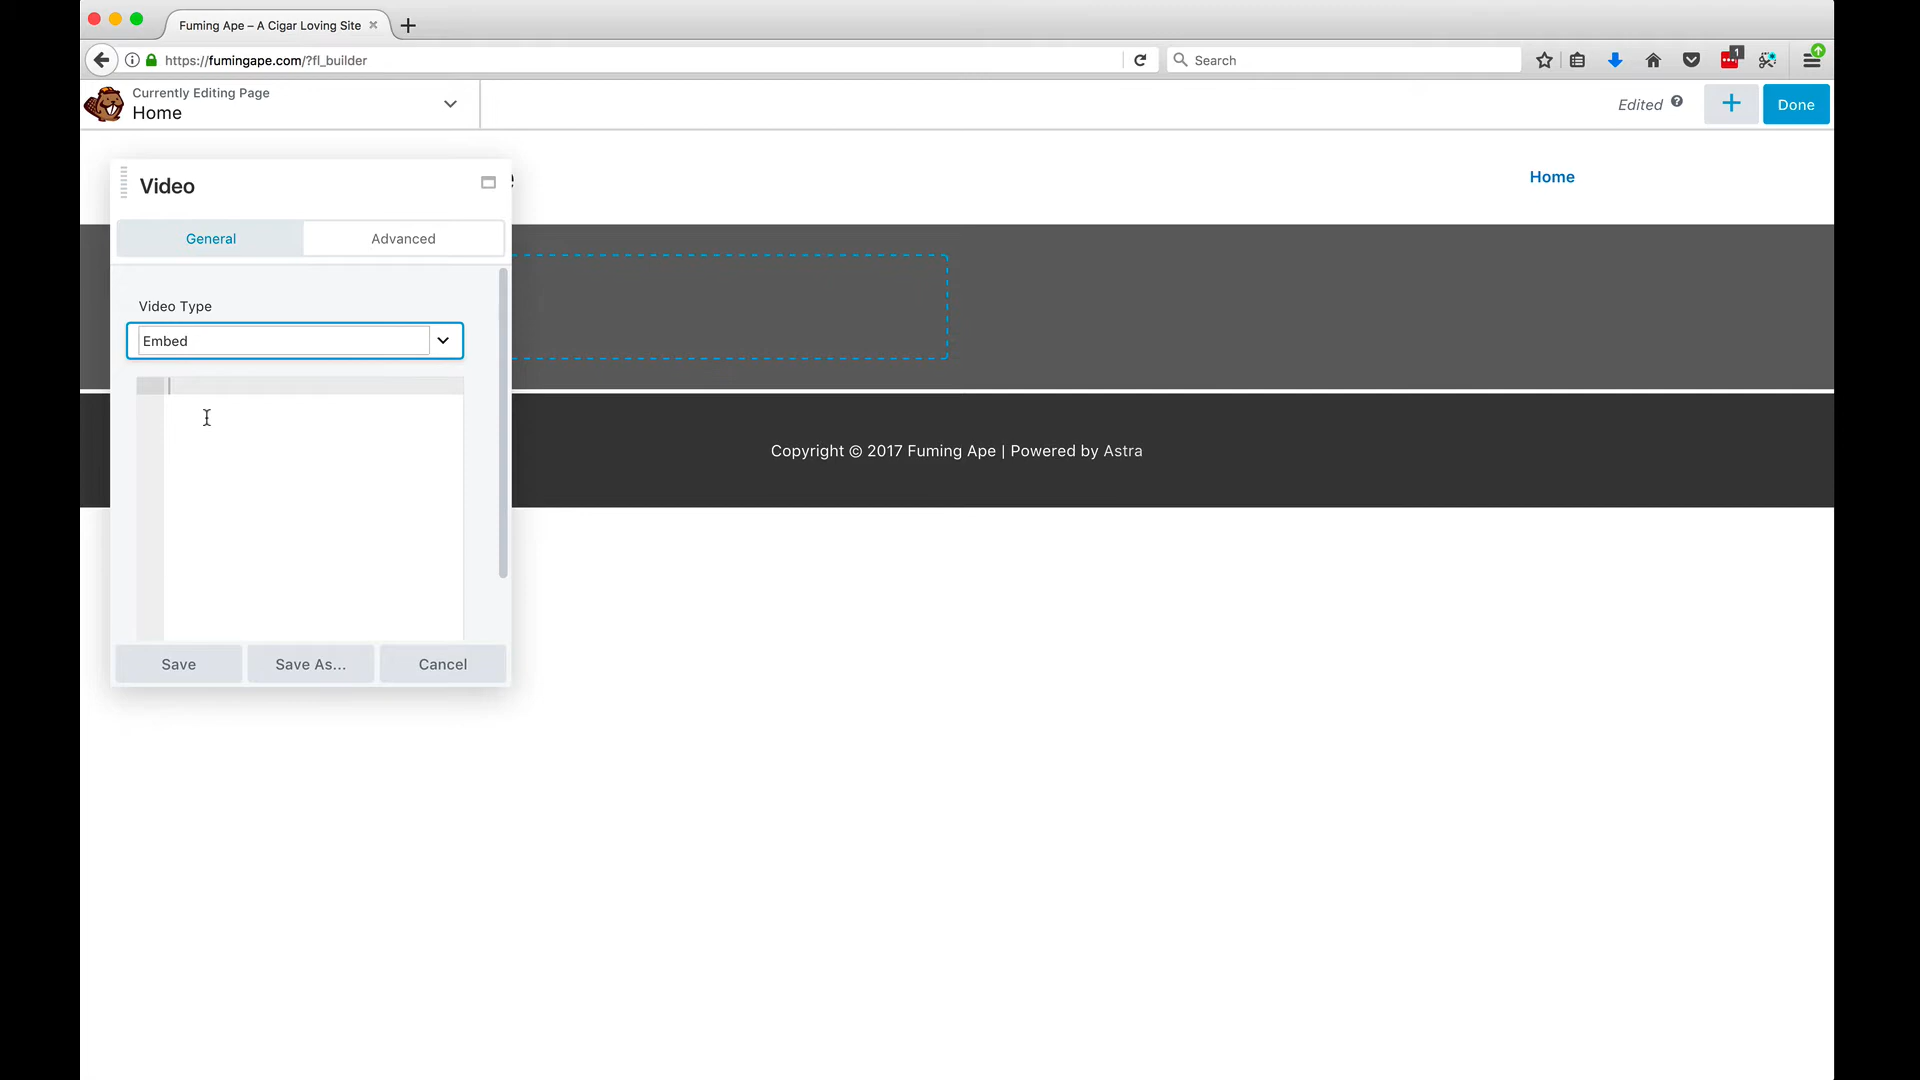 Fuming Ape – A Cigar Loving Site
https://fumingape.com/?fl_builder
Search
1
Currently Editing Page
Home
Edited
Done
Video
Home
General
Advanced
Video Type
Embed
Copyright © 2017 Fuming Ape | Powered by Astra
Save
Save As...
Cancel